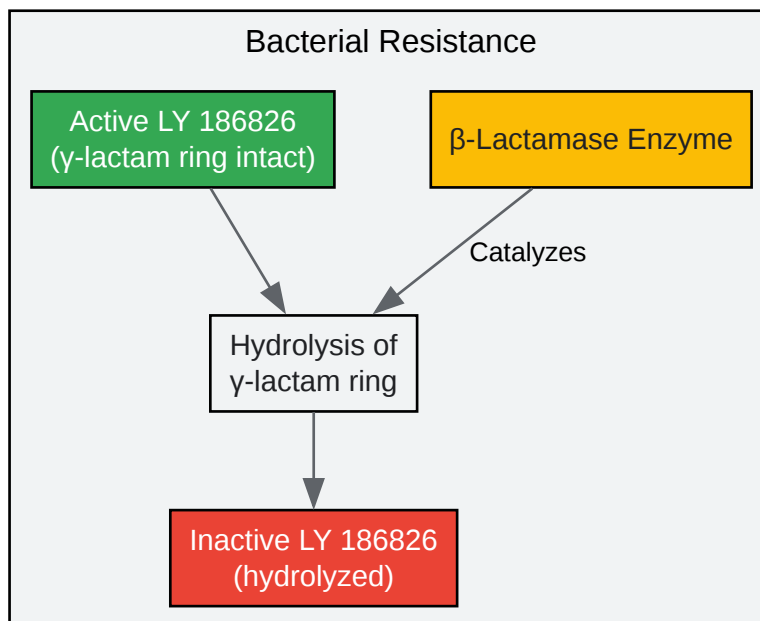 Bacterial Resistance
Active LY 186826
(γ-lactam ring intact)
β-Lactamase Enzyme
Catalyzes
Hydrolysis of
γ-lactam ring
Inactive LY 186826
(hydrolyzed)